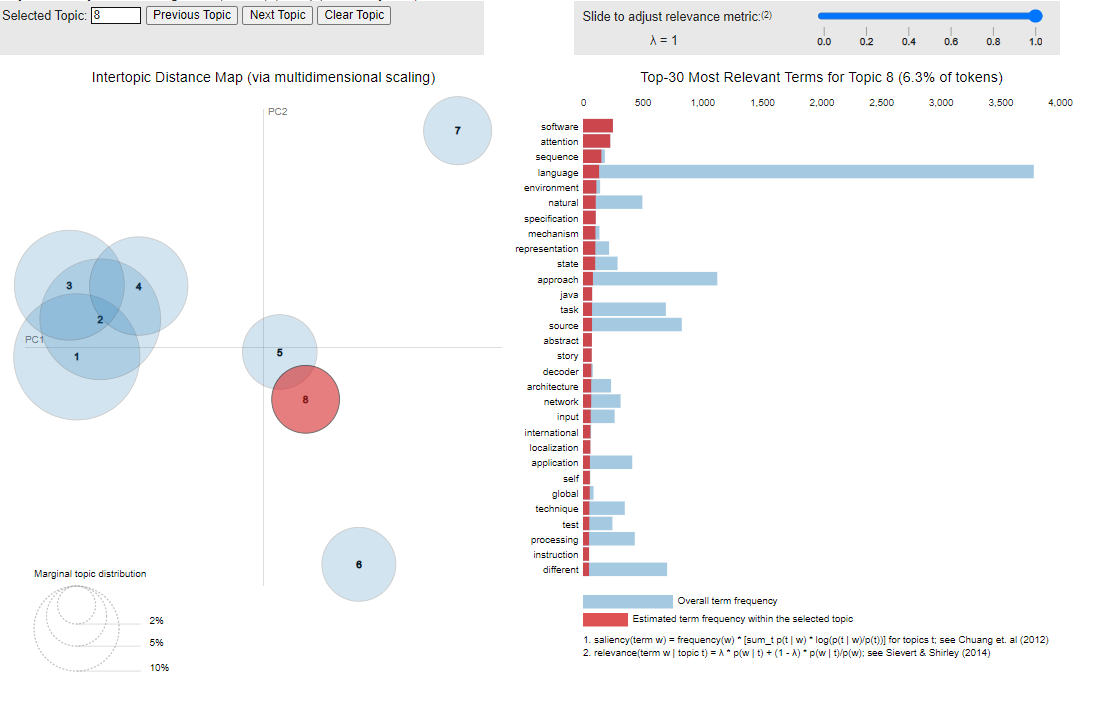 Selected Topic: 8 Previous Topic Next Topic Clear Topic
Slide to adjust relevance metric:(2)
λ = 1
0.0 0.2 0.4 0.6 0.8 1.0
Intertopic Distance Map (via multidimensional scaling)
PC2
PC1
7
3
4
2
1
5
8
6
Marginal topic distribution
2%
5%
10%
Top-30 Most Relevant Terms for Topic 8 (6.3% of tokens)
0 500 1,000 1,500 2,000 2,500 3,000 3,500 4,000
software
attention
sequence
language
environment
natural
specification
mechanism
representation
state
approach
java
task
source
abstract
story
decoder
architecture
network
input
international
localization
application
self
global
technique
test
processing
instruction
different
Overall term frequency
Estimated term frequency within the selected topic
1. saliency(term w) = frequency(w) * [sum_t p(t | w) * log(p(t | w)/p(t))] for topics t; see Chuang et. al (2012)
2. relevance(term w | topic t) = λ * p(w | t) + (1 - λ) * p(w | t)/p(w); see Sievert & Shirley (2014)